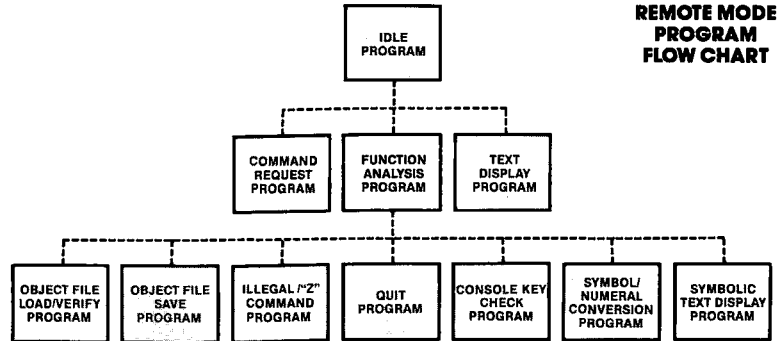 REMOTE MODE
PROGRAM
FLOW CHART
IDLE
PROGRAM
COMMAND
REQUEST
PROGRAM
FUNCTION
ANALYSIS
PROGRAM
TEXT
DISPLAY
PROGRAM
OBJECT FILE
LOAD/VERIFY
PROGRAM
OBJECT FILE
SAVE
PROGRAM
ILLEGAL/"Z"
COMMAND
PROGRAM
QUIT
PROGRAM
CONSOLE KEY
CHECK
PROGRAM
SYMBOL/
NUMERAL
CONVERSION
PROGRAM
SYMBOLIC
TEXT DISPLAY
PROGRAM